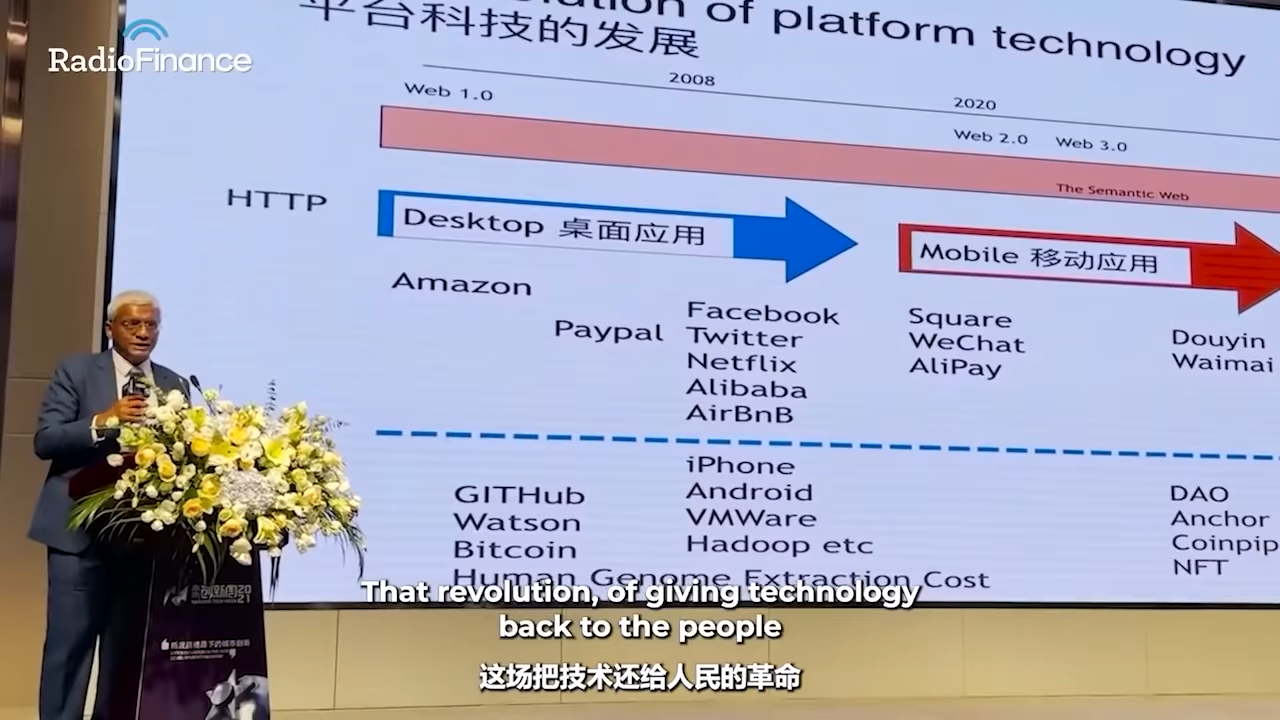 RadioFinance
olution of platform technology
平台科技的发展
2008
2020
Web 1.0
Web 2.0
Web 3.0
The Semantic Web
HTTP
Desktop 桌面应用
Mobile 移动应用
Amazon
Paypal
Facebook
Twitter
Netflix
Alibaba
AirBnB
Square
WeChat
AliPay
Douyin
Waimai
GITHub
Watson
Bitcoin
Human Genome Extraction Cost
iPhone
Android
VMWare
Hadoop etc
DAO
Anchor
Coinpip
NFT
That revolution, of giving technology
back to the people
这场把技术还给人民的革命